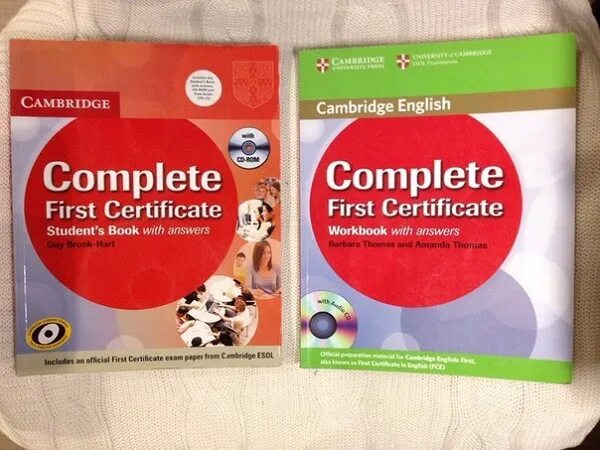 CAMBRIDGE
with
CD-ROM
Complete
First Certificate
Student's Book with answers
Guy Brook-Hart
Includes an official First Certificate exam paper from Cambridge ESOL
CAMBRIDGE
UNIVERSITY PRESS
UNIVERSITY of CAMBRIDGE
ESOL Examinations
Cambridge English
Complete
First Certificate
Workbook with answers
Barbara Thomas and Amanda Thomas
with Audio CD
Official preparation material for Cambridge English: First,
also known as First Certificate in English (FCE)